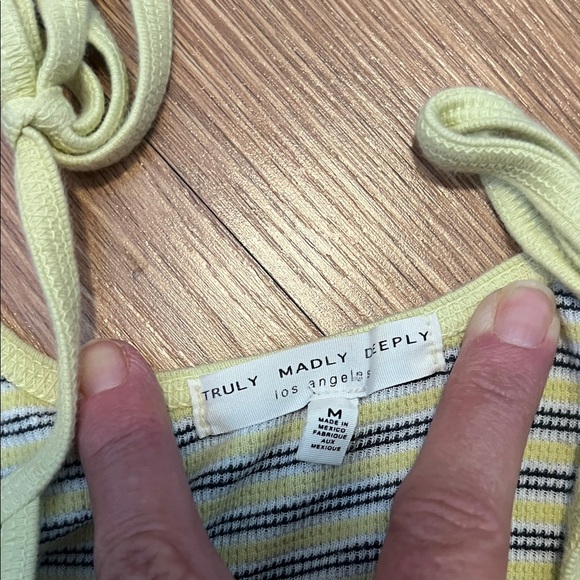 TRULY MADLY DEEPLY
los angeles
M
MADE IN
MEXICO
FABRIQUE
AUX
MEXIQUE